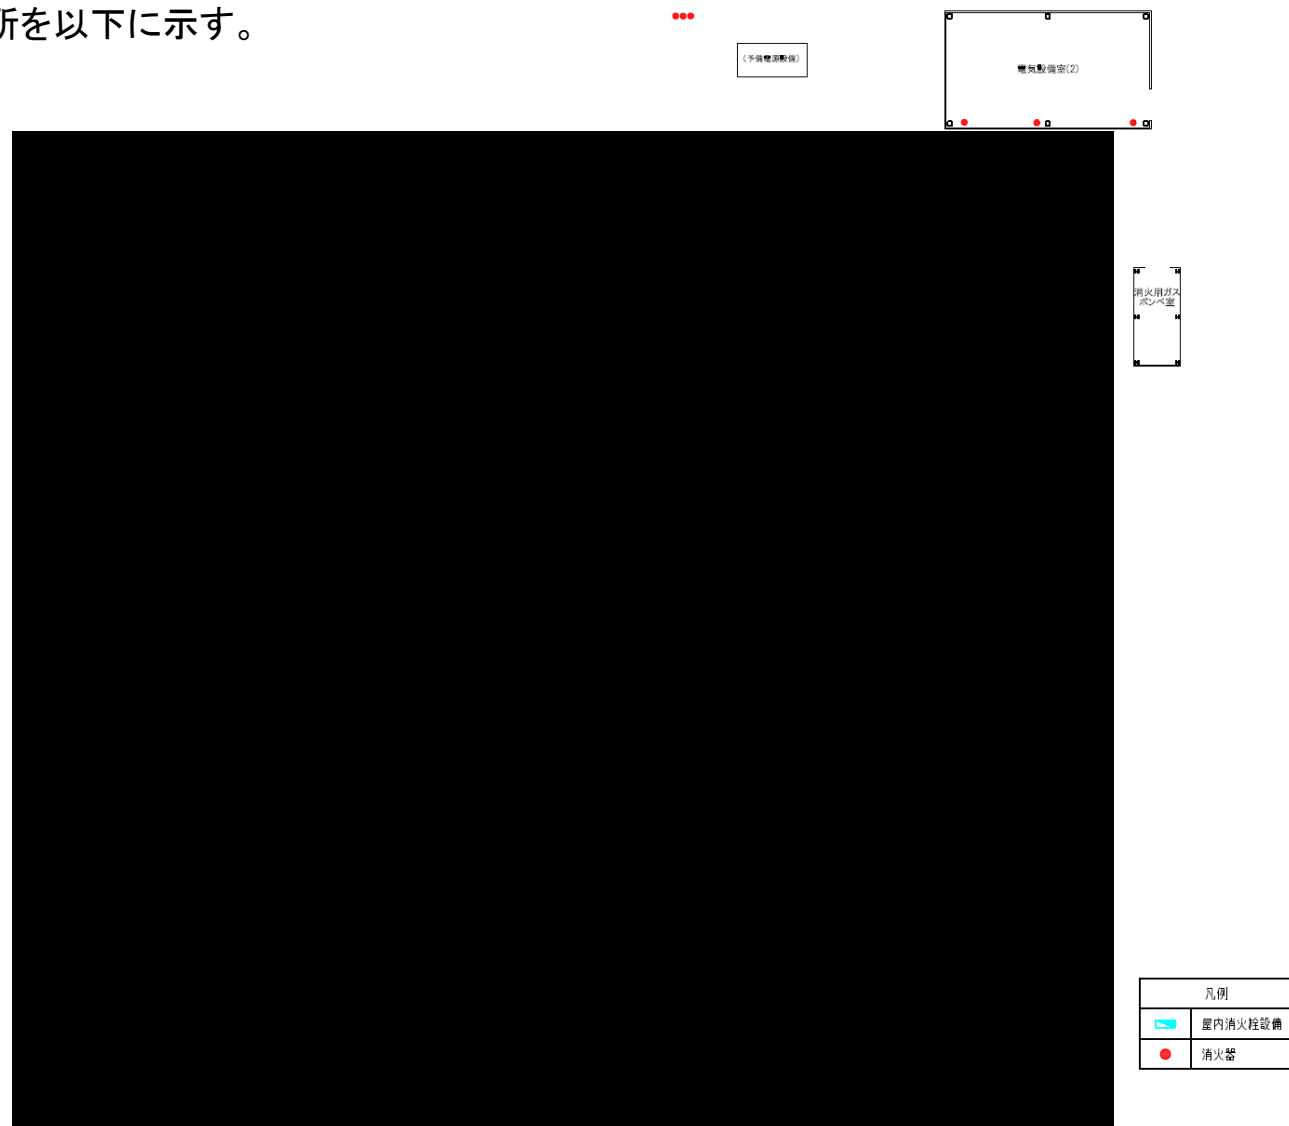 所を以下に示す。
(予備電源設備)
電気設備室(2)
消火用ガス
ボンベ室
凡例
屋内消火栓設備
消火器